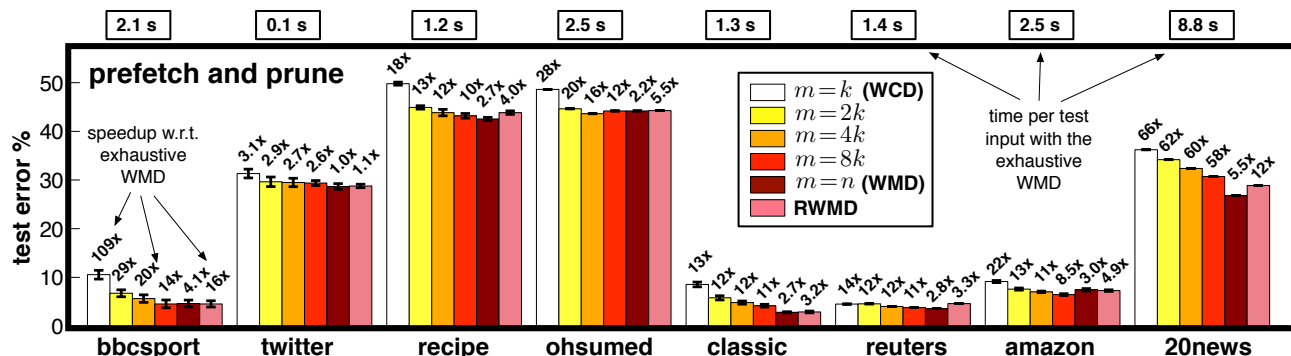 2.1 s 0.1 s 1.2 s 2.5 s 1.3 s 1.4 s 2.5 s 8.8 s
prefetch and prune
test error %
50
40
30
20
10
0
speedup w.r.t.
exhaustive
WMD
m=k (WCD)
m=2k
m=4k
m=8k
m=n (WMD)
RWMD
time per test
input with the
exhaustive
WMD
109x 29x 20x 14x 4.1x 16x
3.1x 2.9x 2.7x 2.6x 1.0x 1.1x
18x 13x 12x 10x 2.7x 4.0x
28x 20x 16x 12x 2.2x 5.5x
13x 12x 12x 11x 2.7x 3.2x
14x 12x 12x 11x 2.8x 3.3x
22x 13x 11x 8.5x 3.0x 4.9x
66x 62x 60x 58x 5.5x 12x
bbcsport twitter recipe ohsumed classic reuters amazon 20news